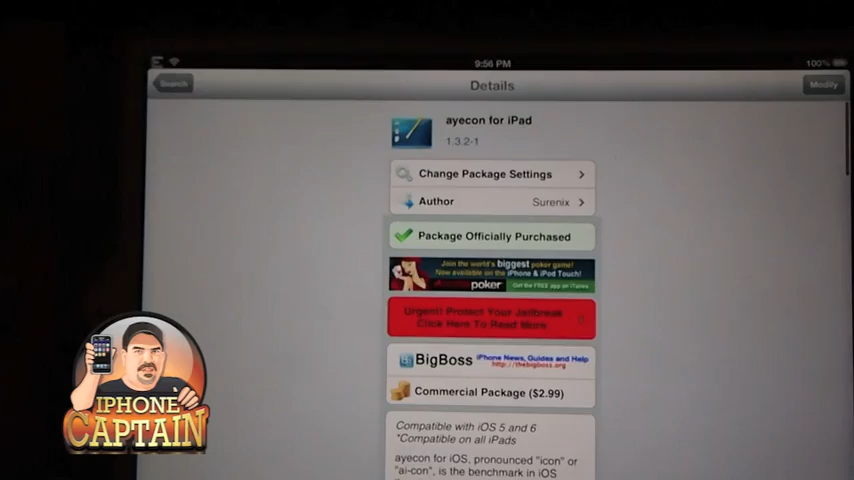 9:56 PM
100%
Search
Details
Modify
ayecon for iPad
1.3.2-1
Change Package Settings
Author
Surenix
Package Officially Purchased
Join the world's biggest poker game!
Now available on the iPhone & iPod Touch!
poker
Get the FREE app on iTunes
Urgent! Protect Your Jailbreak
Click Here To Read More
BigBoss
iPhone News, Guides and Help
http://thebigboss.org
Commercial Package ($2.99)
Compatible with iOS 5 and 6
*Compatible on all iPads
ayecon for iOS, pronounced "icon" or
"ai-con", is the benchmark in iOS
IPHONE
CAPTAIN